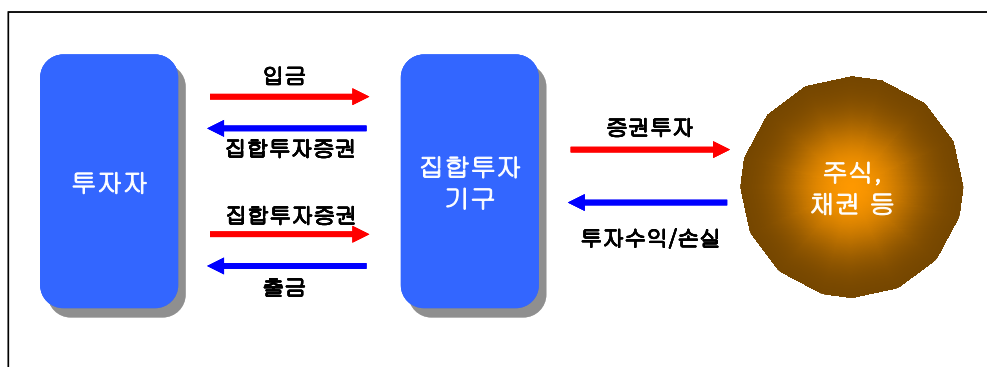 투자자
입금
집합투자증권
집합투자증권
출금
집합투자
기구
증권투자
투자수익/손실
주식,
채권 등